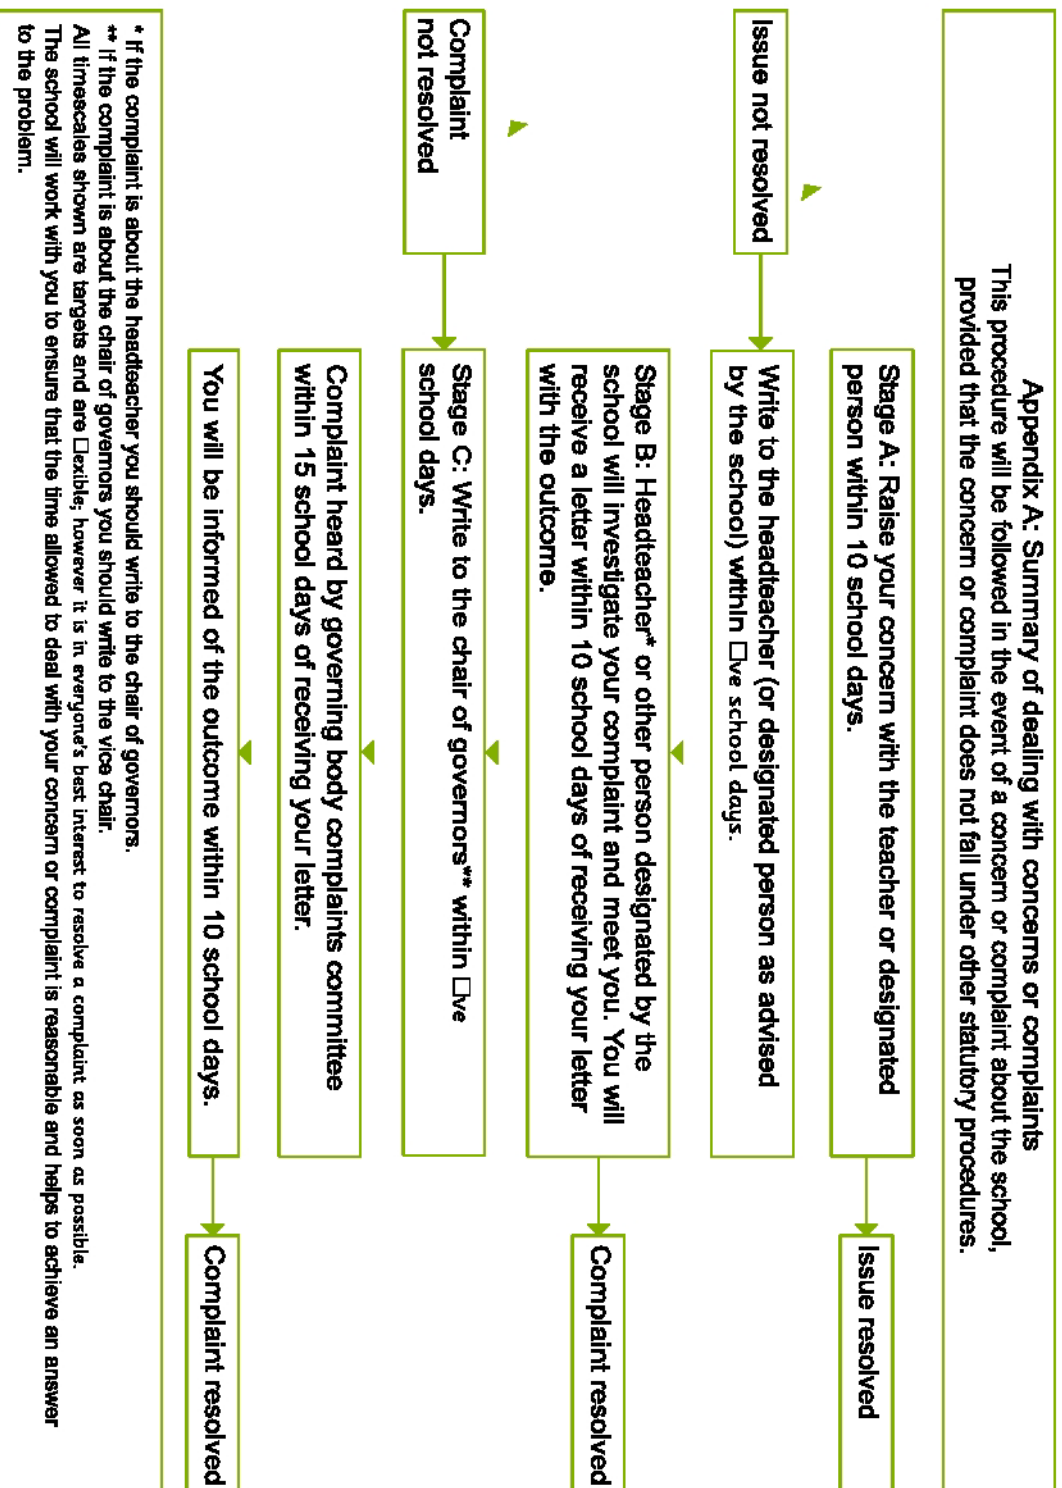 Appendix A: Summary of dealing with concerns or complaints
This procedure will be followed in the event of a concern or complaint about the school,
provided that the concern or complaint does not fall under other statutory procedures.
Stage A: Raise your concern with the teacher or designated
person within 10 school days.
Issue resolved
Issue not resolved
Write to the headteacher (or designated person as advised
by the school) within □ve school days.
Stage B: Headteacher* or other person designated by the
school will investigate your complaint and meet you. You will
receive a letter within 10 school days of receiving your letter
with the outcome.
Complaint resolved
Complaint
not resolved
Stage C: Write to the chair of governors** within □ve
school days.
Complaint heard by governing body complaints committee
within 15 school days of receiving your letter.
You will be informed of the outcome within 10 school days.
Complaint resolved
* If the complaint is about the headteacher you should write to the chair of governors.
** If the complaint is about the chair of governors you should write to the vice chair.
All timescales shown are targets and are □exible; however it is in everyone's best interest to resolve a complaint as soon as possible.
The school will work with you to ensure that the time allowed to deal with your concern or complaint is reasonable and helps to achieve an answer
to the problem.